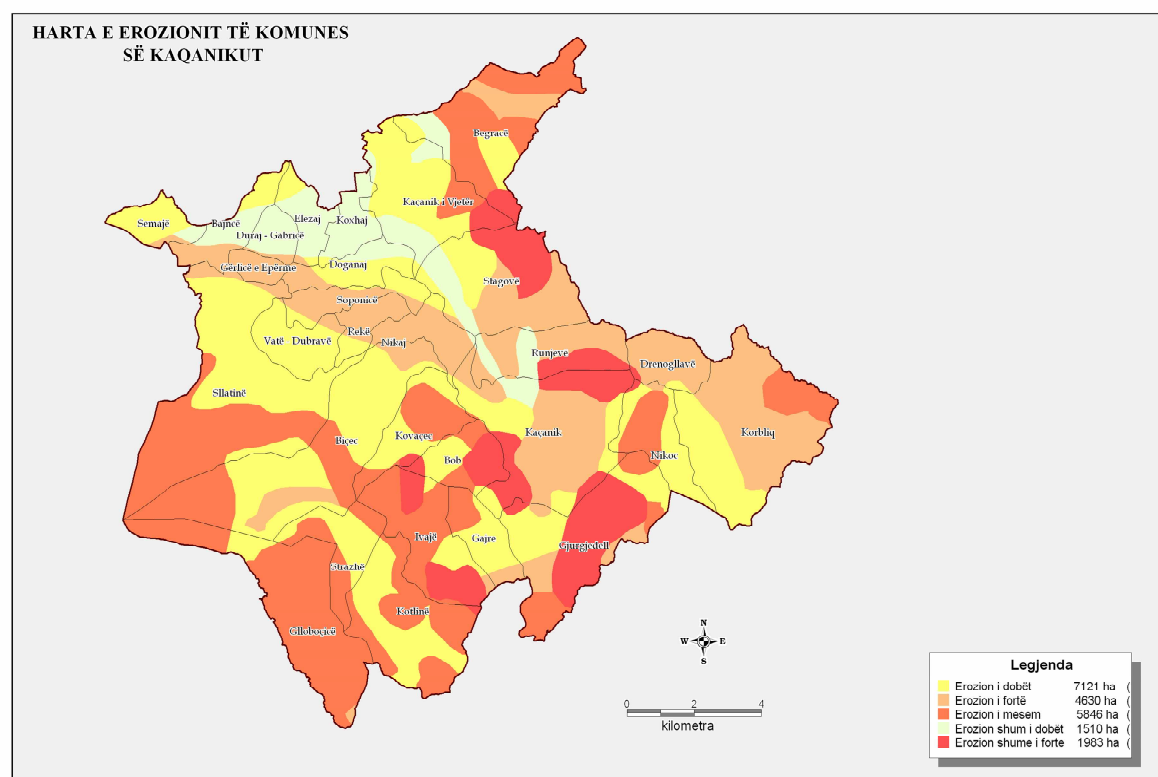 HARTA E EROZIONIT TË KOMUNES
SË KAQANIKUT
Begracë
Kaçanik i Vjetër
Semajë
Bajncë
Elezaj
Koxhaj
Duraj - Gabricë
Gërlicë e Epërme
Doganaj
Stagovë
Soponicë
Vatë
Dubravë
Rekë
Nikaj
Runjevë
Drenogllavë
Sllatinë
Korbliq
Biçec
Kovaçec
Kaçanik
Bob
Nikoc
Ivajë
Gajre
Gjurgjedell
Strazhë
Kotlinë
Glloboçicë
N
W E
S
0 2 4
kilometra
Legjenda
Erozion i dobët 7121 ha (
Erozion i fortë 4630 ha (
Erozion i mesem 5846 ha (
Erozion shum i dobët 1510 ha (
Erozion shume i forte 1983 ha (